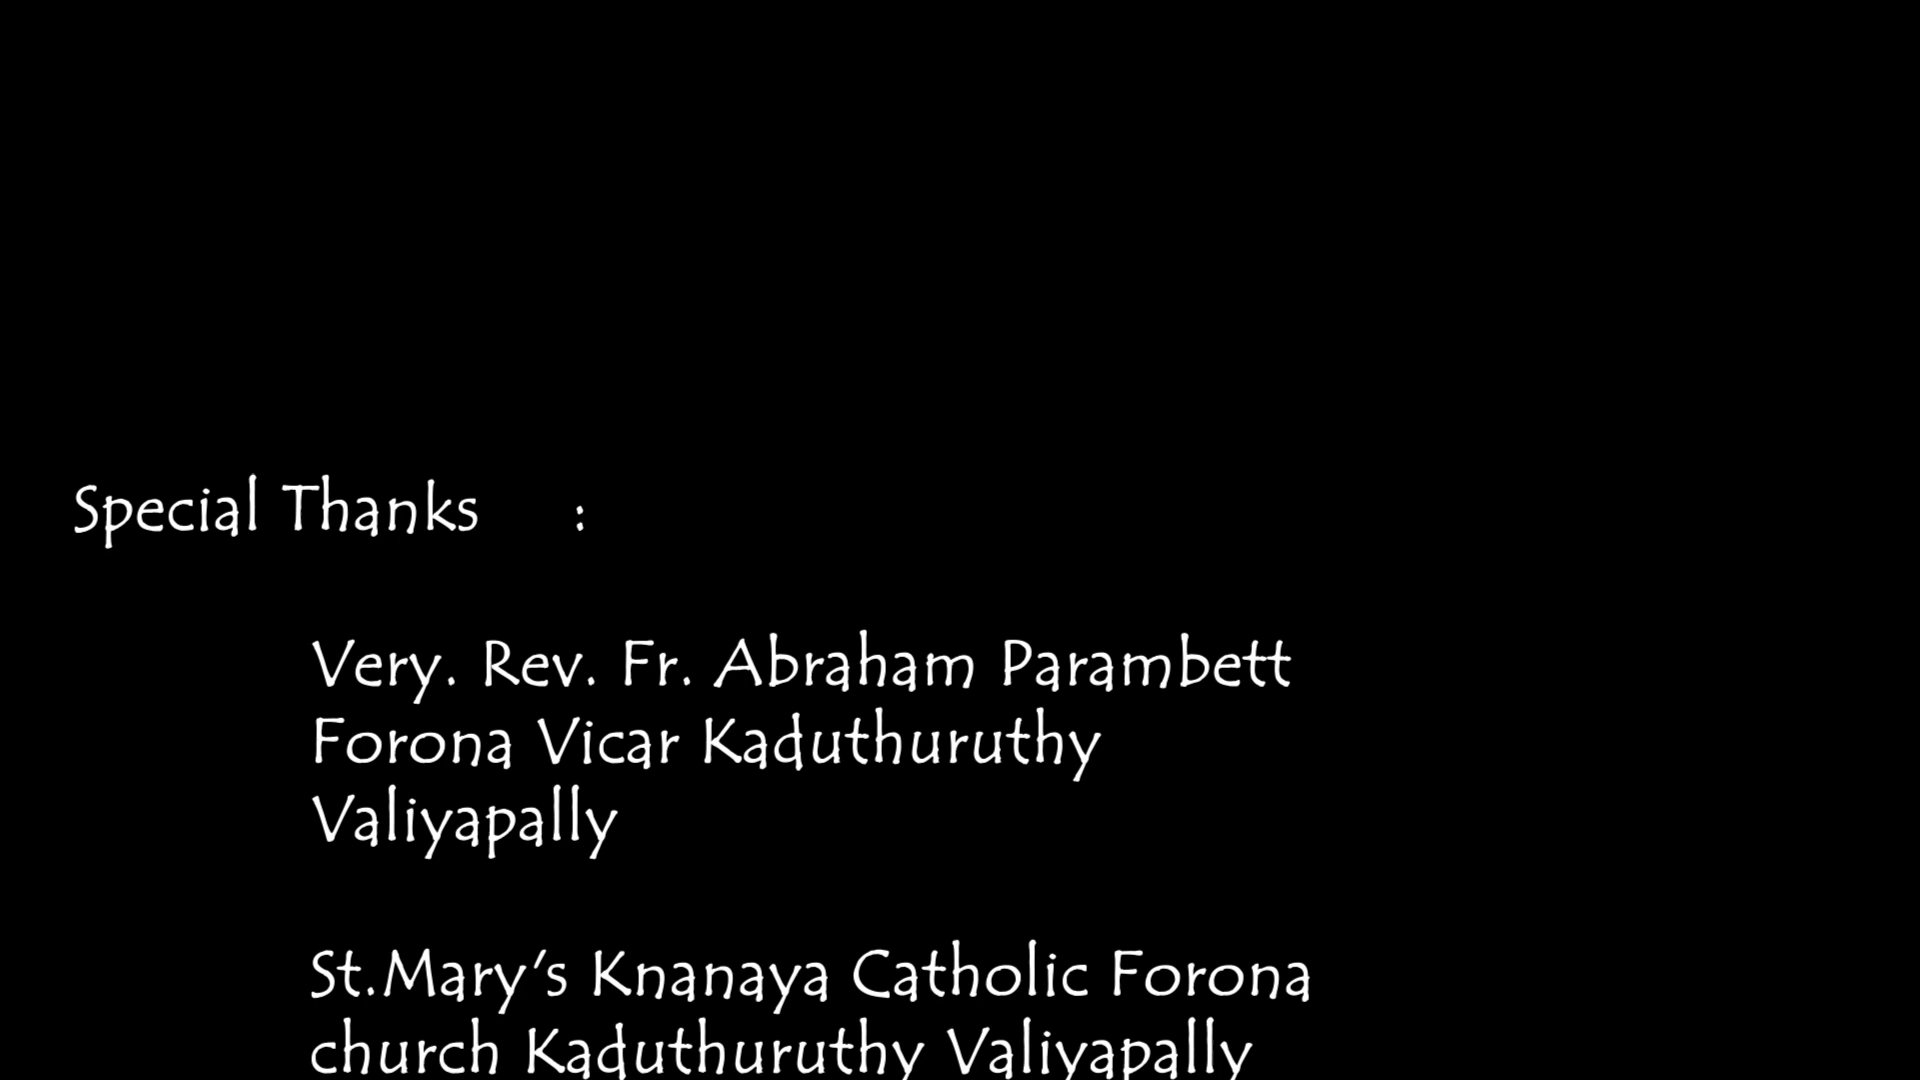 Special Thanks :
Very. Rev. Fr. Abraham Parambett
Forona Vicar Kaduthuruthy
Valiyapally
St.Mary's Knanaya Catholic Forona
church Kaduthuruthy Valiyapally